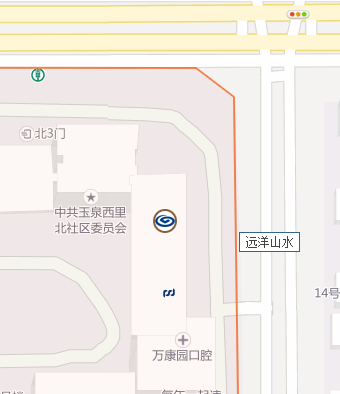 北3门
中共玉泉西里
北社区委员会
远洋山水
14号
万康园口腔